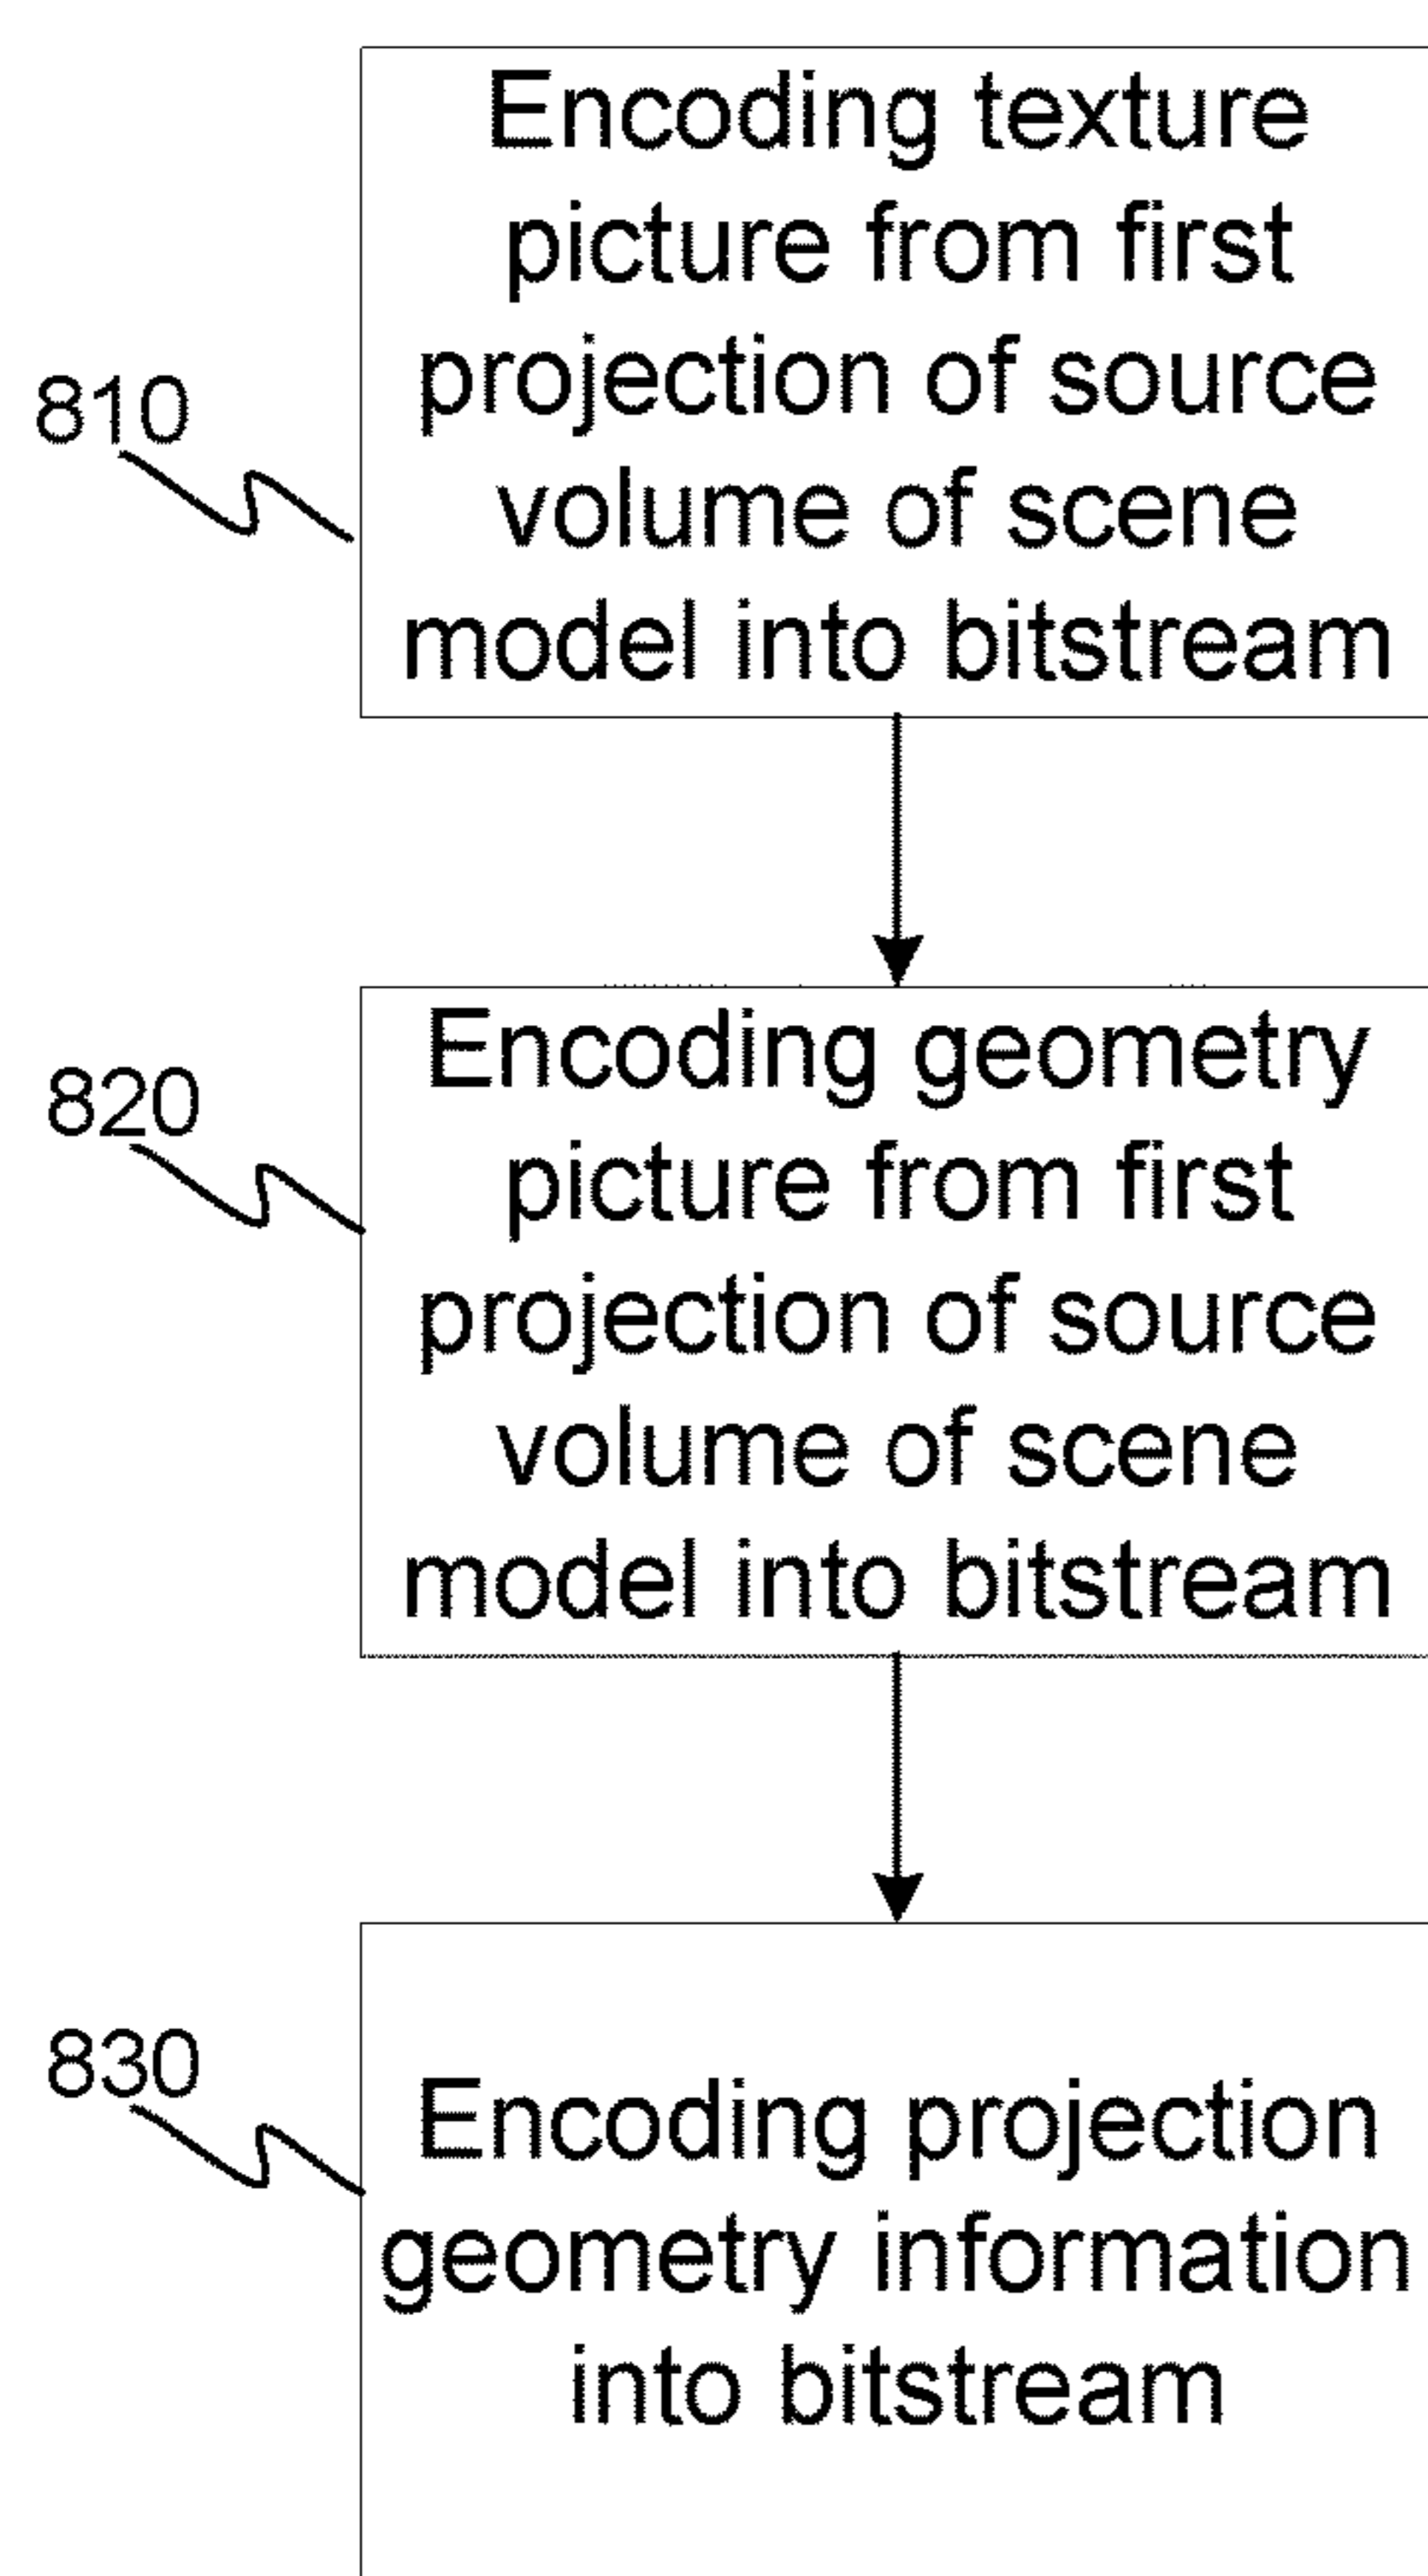 Encoding texture
picture from first
projection of source
volume of scene
model into bitstream
810
Encoding geometry
picture from first
projection of source
volume of scene
model into bitstream
820
Encoding projection
geometry information
into bitstream
830